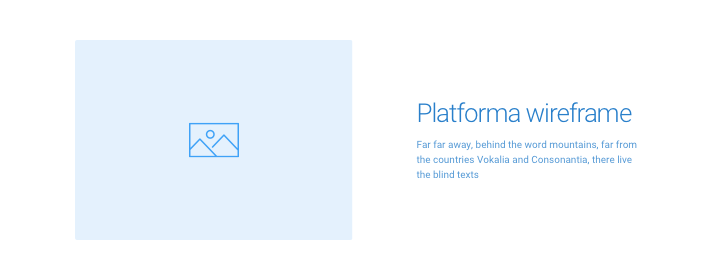 Platforma wireframe
Far far away, behind the word mountains, far from
the countries Vokalia and Consonantia, there live
the blind texts